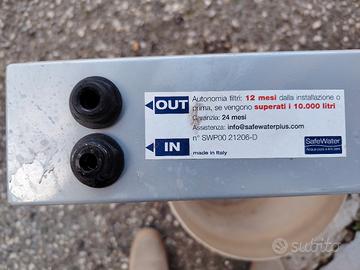 OUT
Autonomia filtri: 12 mesi dalla installazione o
prima, se vengono superati i 10.000 litri
Garanzia: 24 mesi
Assistenza: info@safewaterplus.com
n° SWP00 21206-D
IN
made in Italy
SafeWater
subito